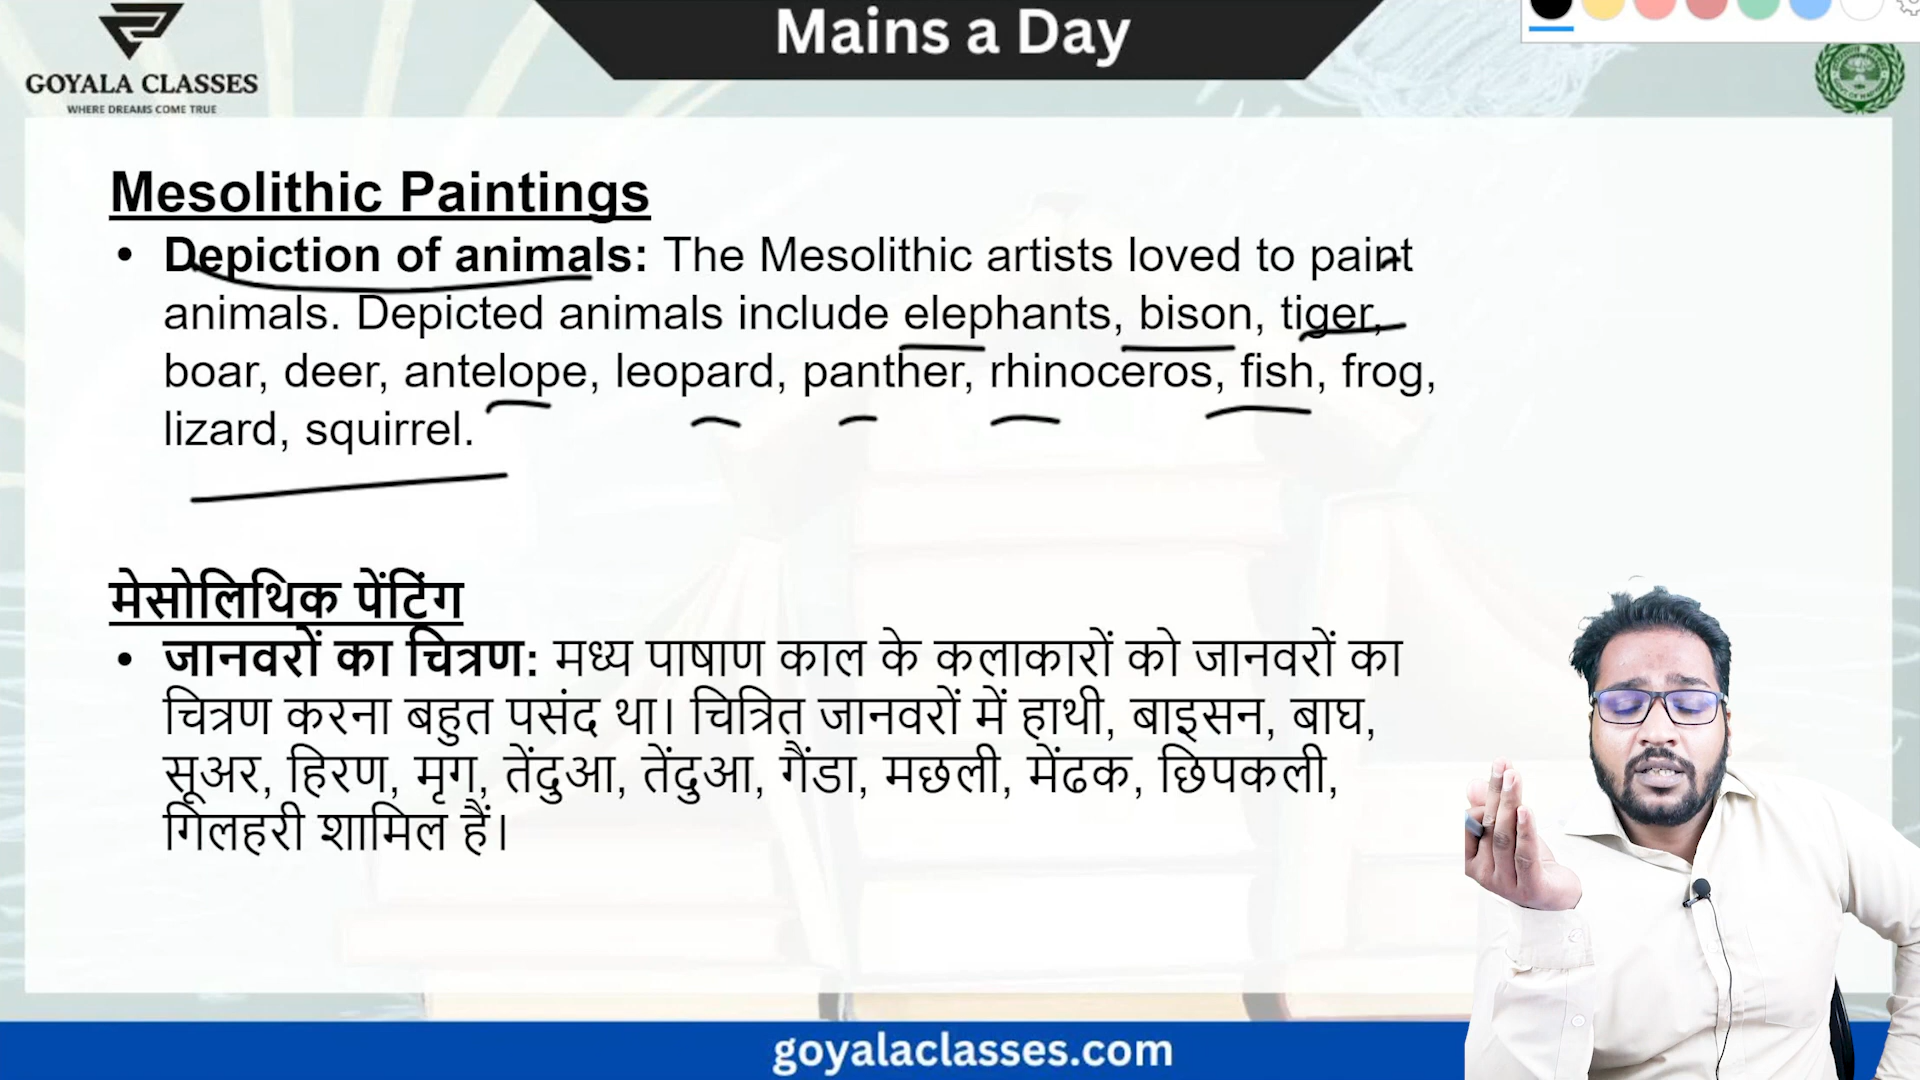 Mains a Day
GOYALA CLASSES
WHERE DREAMS COME TRUE
Mesolithic Paintings
• Depiction of animals: The Mesolithic artists loved to paint
animals. Depicted animals include elephants, bison, tiger,
boar, deer, antelope, leopard, panther, rhinoceros, fish, frog,
lizard, squirrel.
मेसोलिथिक पेंटिंग
• जानवरों का चित्रण: मध्य पाषाण काल के कलाकारों को जानवरों का
चित्रण करना बहुत पसंद था। चित्रित जानवरों में हाथी, बाइसन, बाघ,
सूअर, हिरण, मृग, तेंदुआ, तेंदुआ, गैंडा, मछली, मेंढक, छिपकली,
गिलहरी शामिल हैं।
goyalaclasses.com